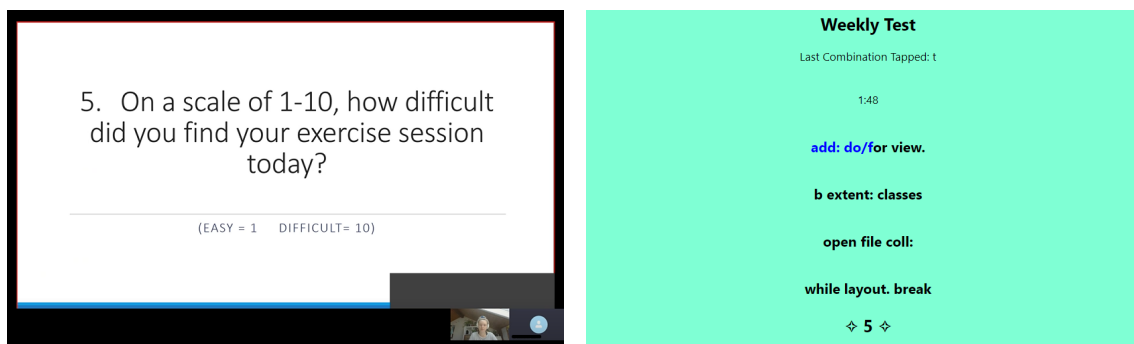 5. On a scale of 1-10, how difficult
did you find your exercise session
today?
(EASY = 1 DIFFICULT= 10)
Weekly Test
Last Combination Tapped: t
1:48
add: do/for view.
b extent: classes
open file coll:
while layout. break
✧ 5 ✧